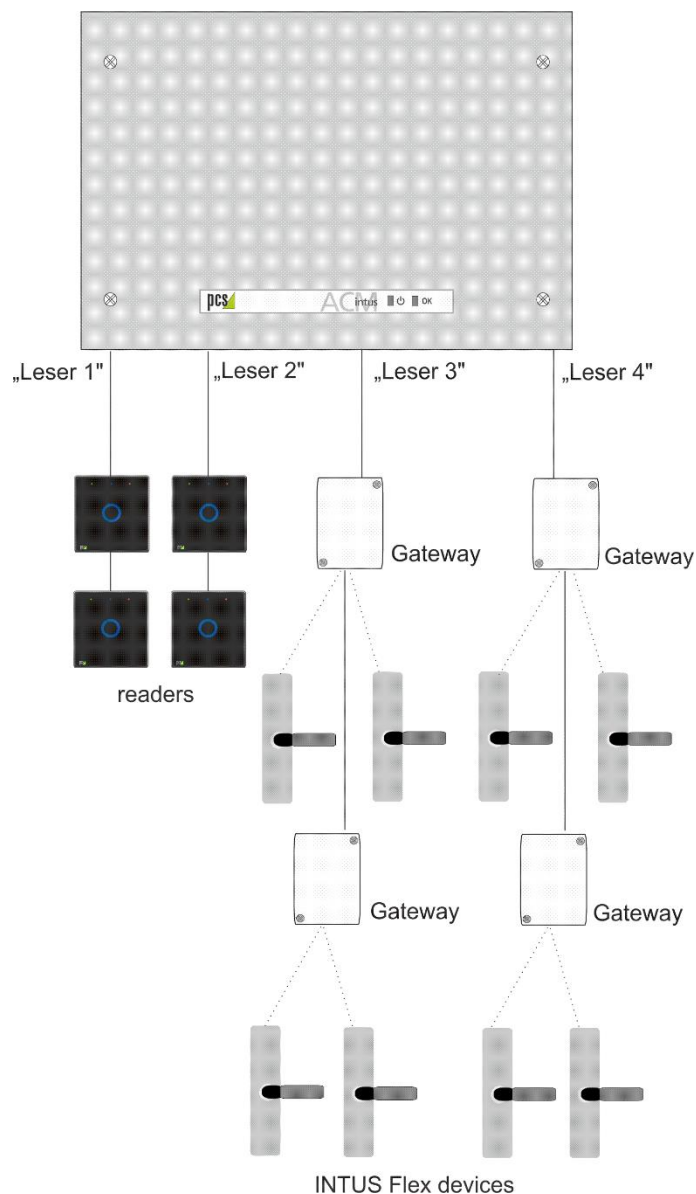 pcs ACM intus OK
„Leser 1" „Leser 2" „Leser 3" „Leser 4"
Gateway Gateway
readers
Gateway Gateway
INTUS Flex devices